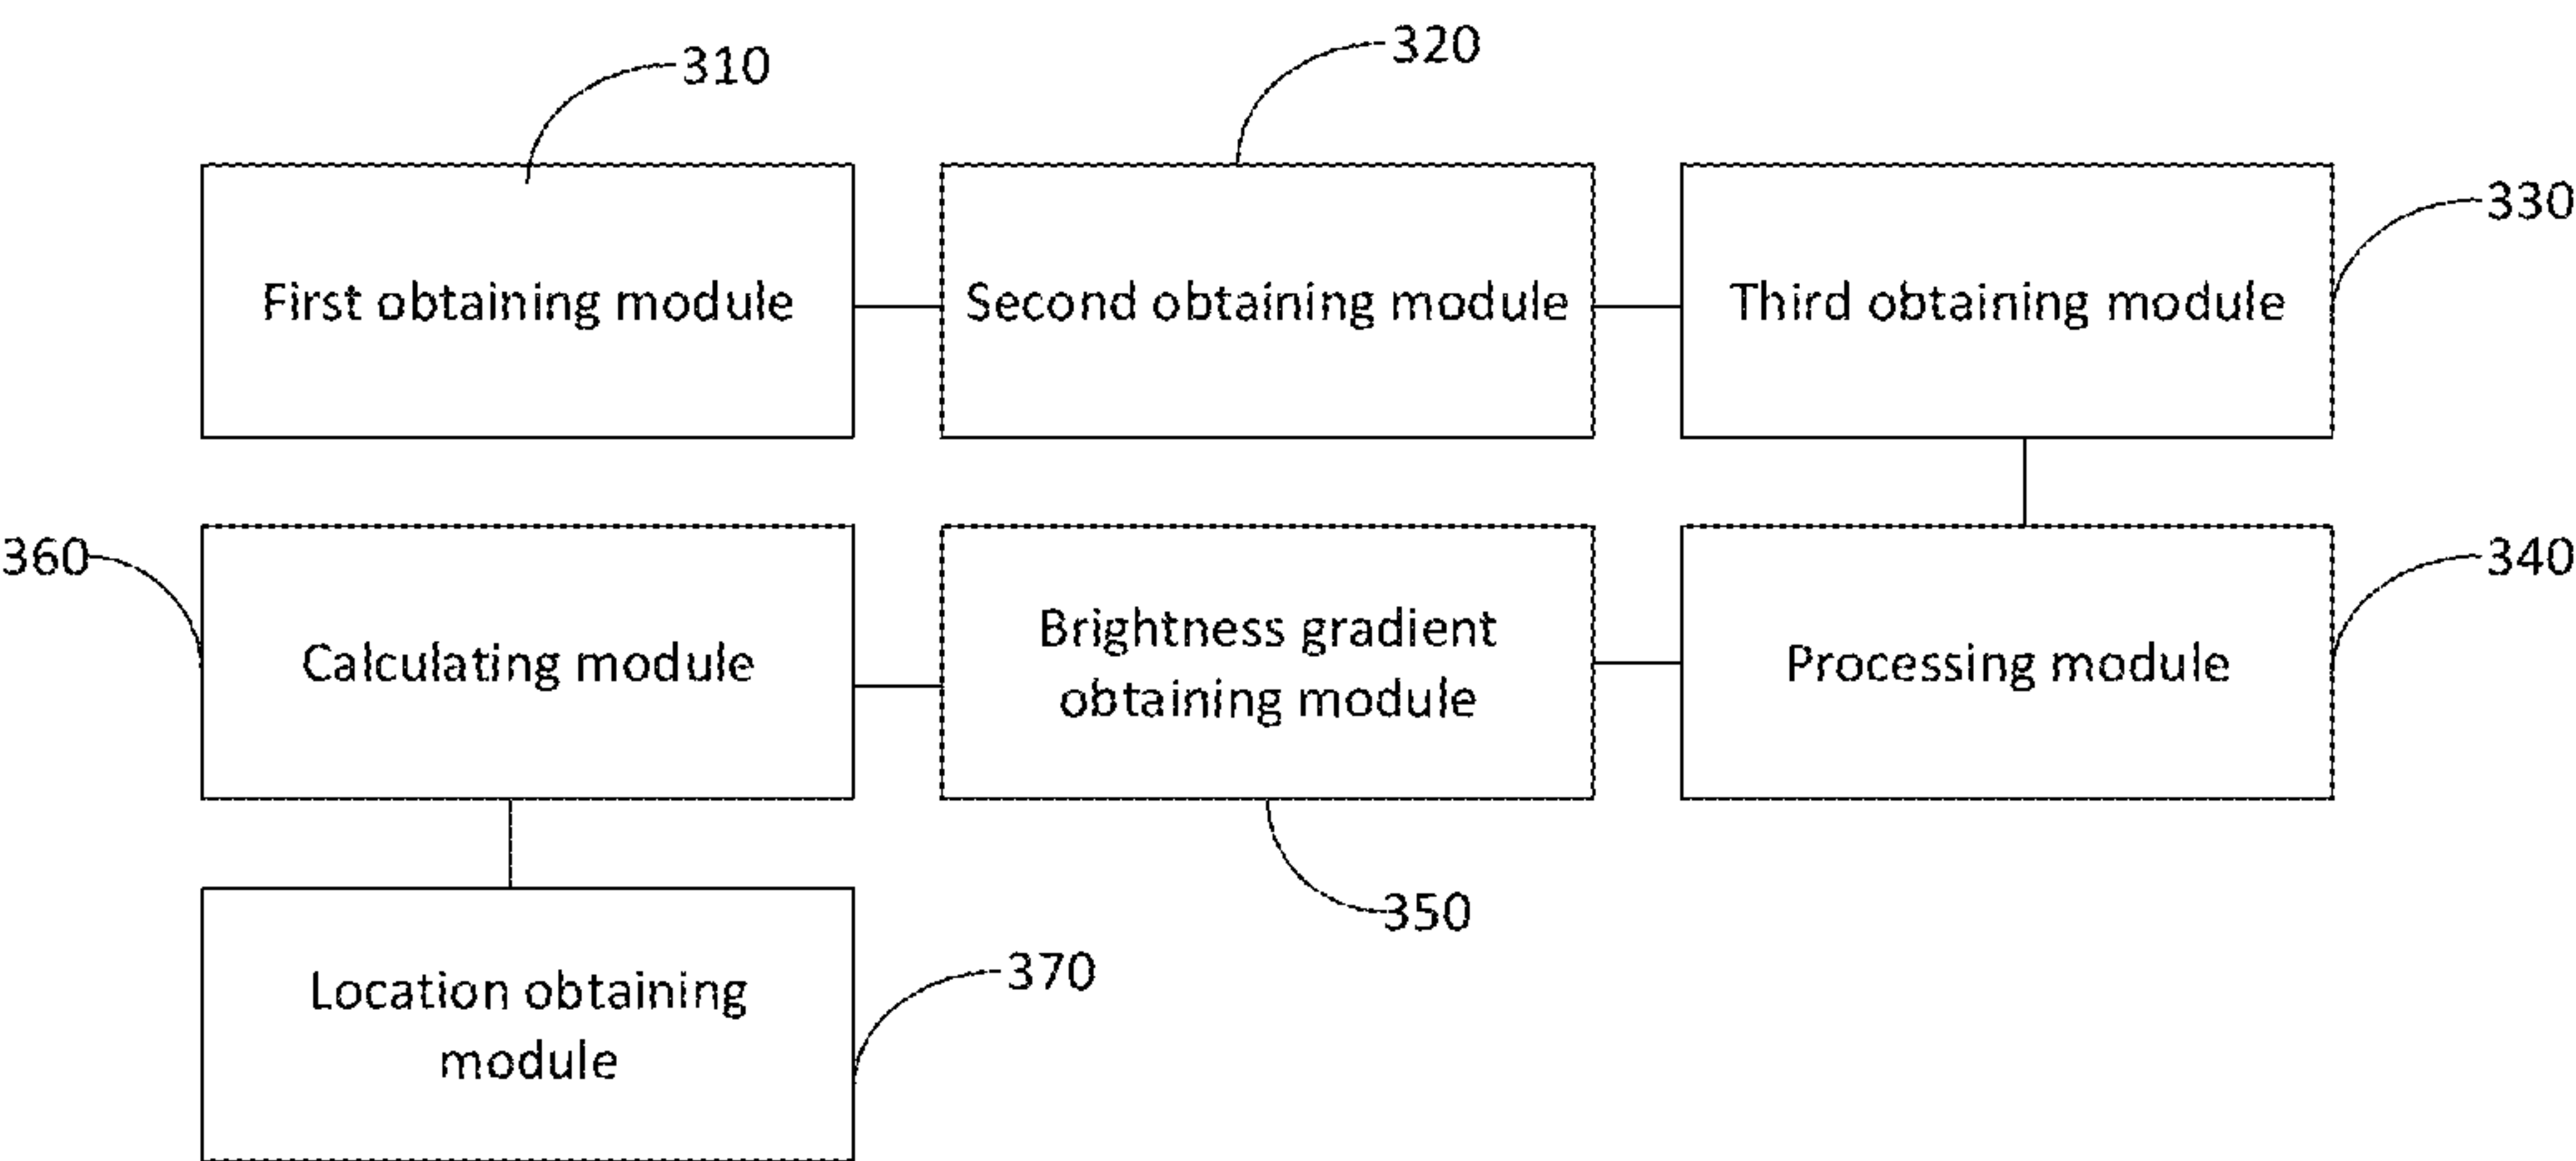 310
320
330
First obtaining module
Second obtaining module
Third obtaining module
360
340
Calculating module
Brightness gradient
obtaining module
Processing module
350
370
Location obtaining
module